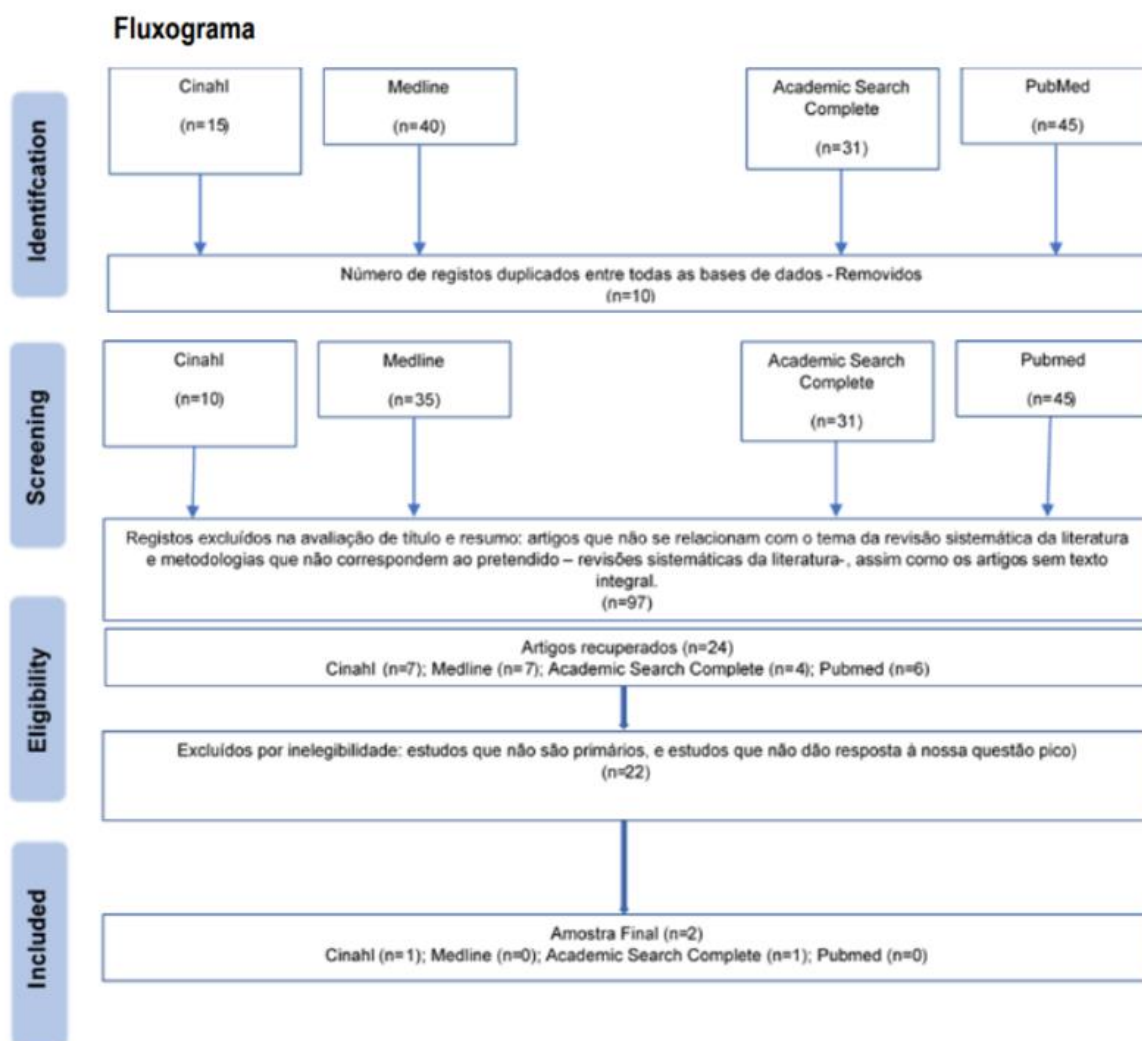 Fluxograma
Identifcation
Cinahl
(n=15)
Medline
(n=40)
Academic Search
Complete
(n=31)
PubMed
(n=45)
Número de registos duplicados entre todas as bases de dados - Removidos
(n=10)
Screening
Cinahl
(n=10)
Medline
(n=35)
Academic Search
Complete
(n=31)
Pubmed
(n=45)
Registos excluídos na avaliação de título e resumo: artigos que não se relacionam com o tema da revisão sistemática da literatura
e metodologias que não correspondem ao pretendido – revisões sistemáticas da literatura-, assim como os artigos sem texto
integral.
(n=97)
Eligibility
Artigos recuperados (n=24)
Cinahl (n=7); Medline (n=7); Academic Search Complete (n=4); Pubmed (n=6)
Excluídos por inelegibilidade: estudos que não são primários, e estudos que não dão resposta à nossa questão pico)
(n=22)
Included
Amostra Final (n=2)
Cinahl (n=1); Medline (n=0); Academic Search Complete (n=1); Pubmed (n=0)